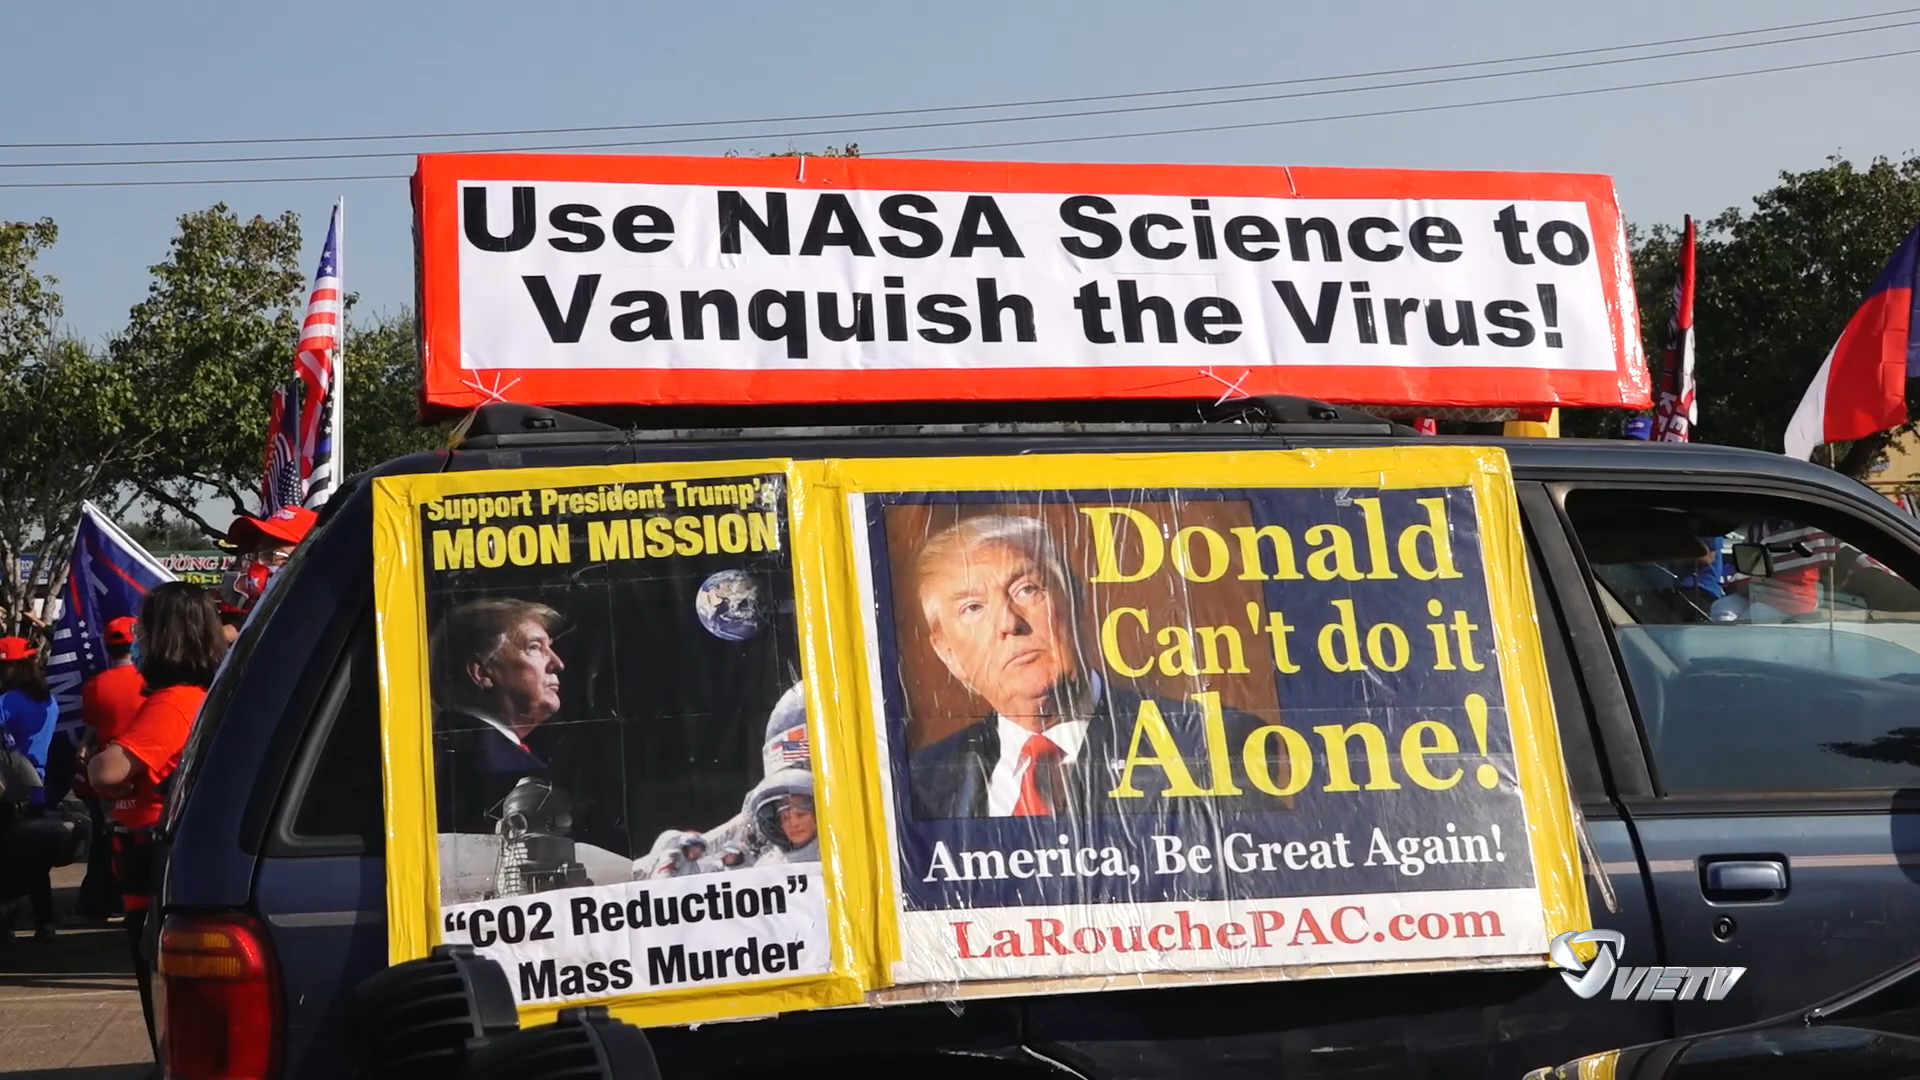 Use NASA Science to
Vanquish the Virus!
Support President Trump's
MOON MISSION
"CO2 Reduction"
Mass Murder
Donald
Can't do it
Alone!
America, Be Great Again!
LaRouchePAC.com
VIETV